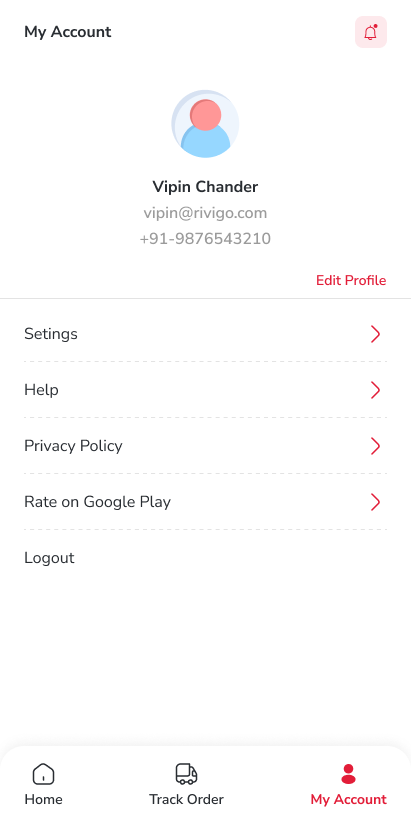 My Account
Vipin Chander
vipin@rivigo.com
+91-9876543210
Edit Profile
Setings
Help
Privacy Policy
Rate on Google Play
Logout
Home
Track Order
My Account